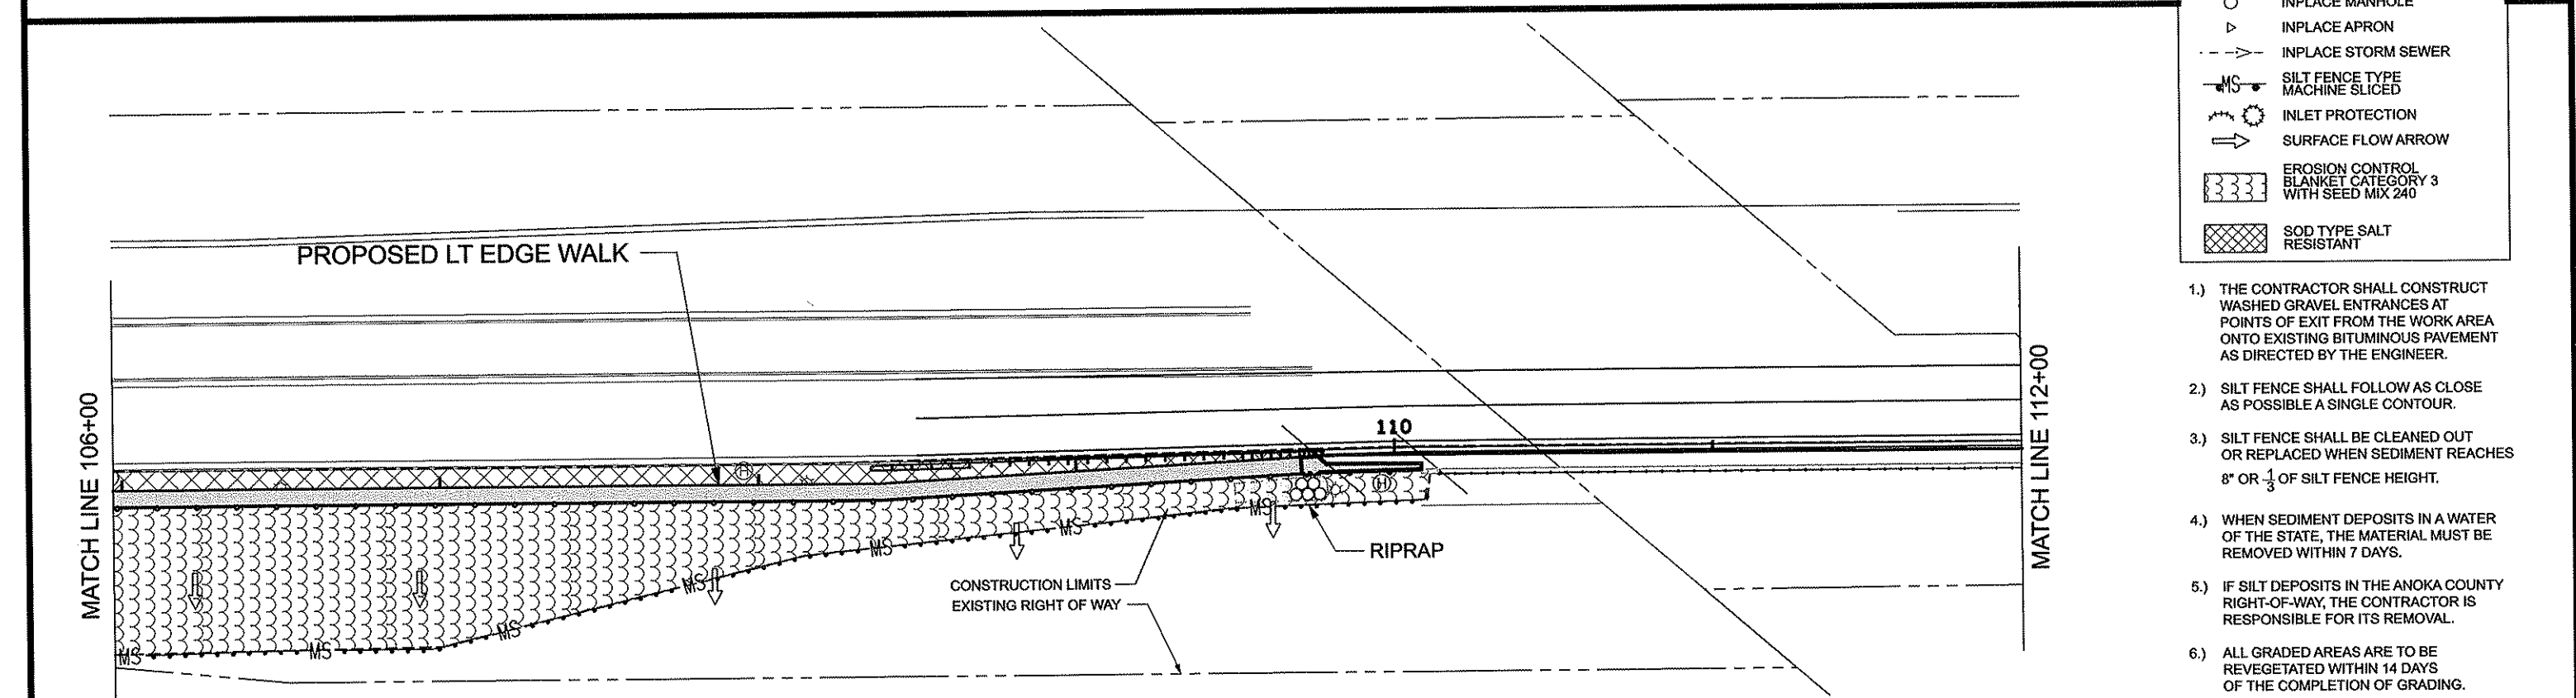 INPLACE MANHOLE
INPLACE APRON
INPLACE STORM SEWER
MS
SILT FENCE TYPE
MACHINE SLICED
INLET PROTECTION
SURFACE FLOW ARROW
EROSION CONTROL
BLANKET CATEGORY 3
WITH SEED MIX 240
SOD TYPE SALT
RESISTANT
PROPOSED LT EDGE WALK
MATCH LINE 106+00
110
H
H
MS
MS
MS
MS
MS
MS
MS
RIPRAP
CONSTRUCTION LIMITS
EXISTING RIGHT OF WAY
MATCH LINE 112+00
1.) THE CONTRACTOR SHALL CONSTRUCT
WASHED GRAVEL ENTRANCES AT
POINTS OF EXIT FROM THE WORK AREA
ONTO EXISTING BITUMINOUS PAVEMENT
AS DIRECTED BY THE ENGINEER.
2.) SILT FENCE SHALL FOLLOW AS CLOSE
AS POSSIBLE A SINGLE CONTOUR.
3.) SILT FENCE SHALL BE CLEANED OUT
OR REPLACED WHEN SEDIMENT REACHES
8" OR 1/3 OF SILT FENCE HEIGHT.
4.) WHEN SEDIMENT DEPOSITS IN A WATER
OF THE STATE, THE MATERIAL MUST BE
REMOVED WITHIN 7 DAYS.
5.) IF SILT DEPOSITS IN THE ANOKA COUNTY
RIGHT-OF-WAY, THE CONTRACTOR IS
RESPONSIBLE FOR ITS REMOVAL.
6.) ALL GRADED AREAS ARE TO BE
REVEGETATED WITHIN 14 DAYS
OF THE COMPLETION OF GRADING.